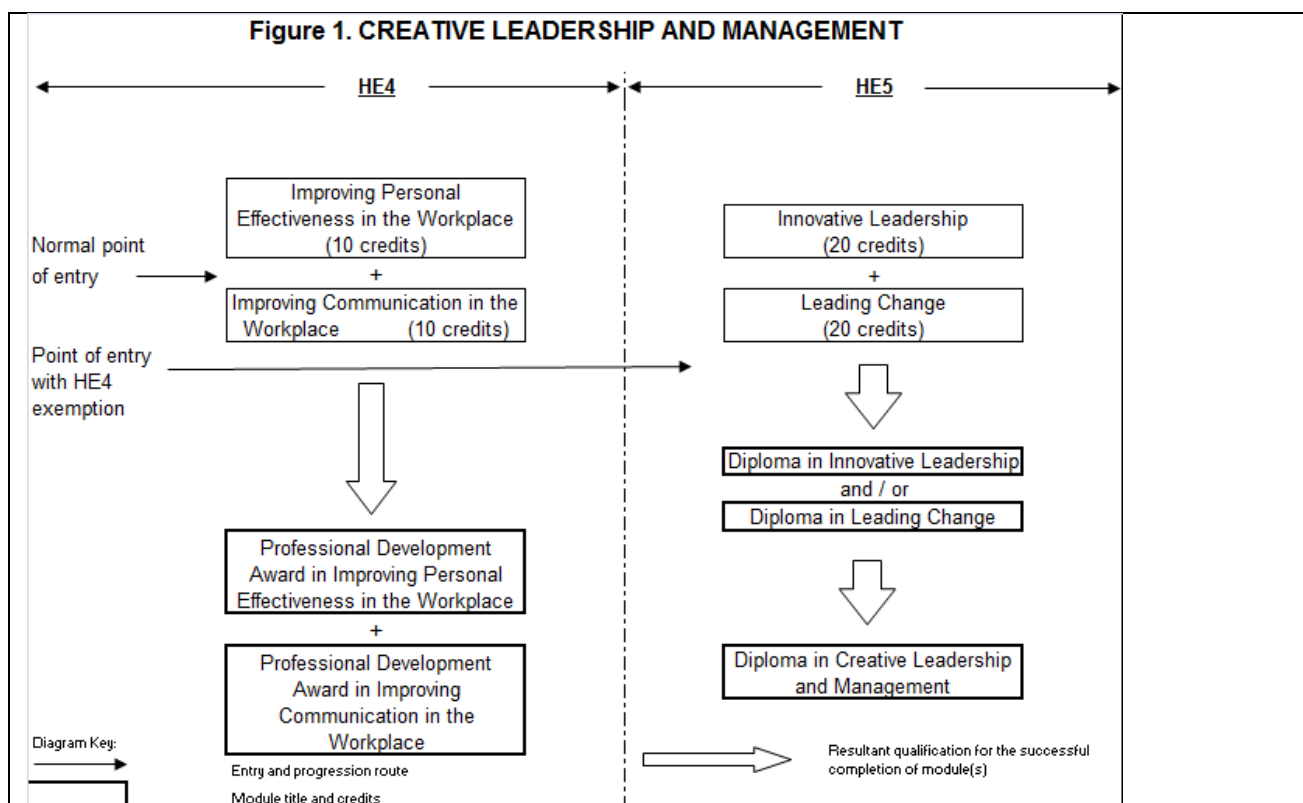 Figure 1. CREATIVE LEADERSHIP AND MANAGEMENT
HE4
HE5
Improving Personal
Effectiveness in the Workplace
(10 credits)
+
Improving Communication in the
Workplace (10 credits)
Normal point
of entry
Point of entry
with HE4
exemption
Professional Development
Award in Improving Personal
Effectiveness in the Workplace
+
Professional Development
Award in Improving
Communication in the
Workplace
Innovative Leadership
(20 credits)
+
Leading Change
(20 credits)
Diploma in Innovative Leadership
and / or
Diploma in Leading Change
Diploma in Creative Leadership
and Management
Diagram Key:
Entry and progression route
Module title and credits
Resultant qualification for the successful
completion of module(s)